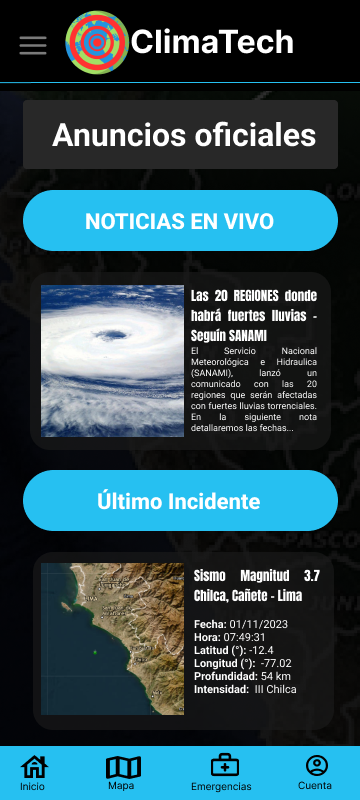 ClimaTech
Anuncios oficiales
NOTICIAS EN VIVO
Las 20 REGIONES donde
habrá fuertes lluvias -
Seguín SANAMI
El Servicio Nacional
Meteorológica e Hidraulica
(SANAMI), lanzó un
comunicado con las 20
regiones que serán afectadas
con fuertes lluvias torrenciales.
En la siguiente nota
detallaremos las fechas...
Último Incidente
Sismo Magnitud 3.7
Chilca, Cañete - Lima
Fecha: 01/11/2023
Hora: 07:49:31
Latitud (°): -12.4
Longitud (°): -77.02
Profundidad: 54 km
Intensidad: III Chilca
Inicio
Mapa
Emergencias
Cuenta